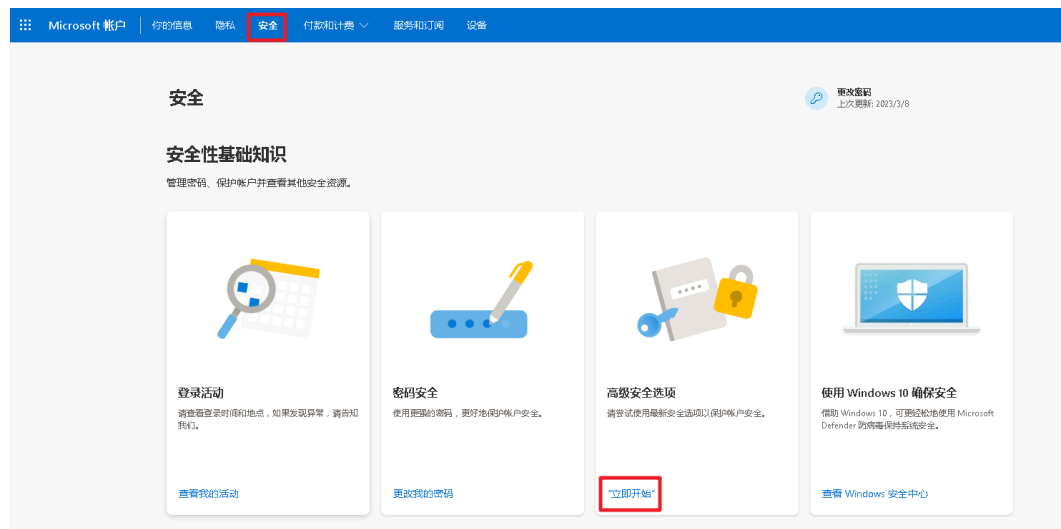 Microsoft 帐户 你的信息 隐私 安全 付款和计费 服务和订阅 设备
安全
更改密码
上次更新: 2023/3/8
安全性基础知识
管理密码、保护帐户并查看其他安全资源。
登录活动
请查看登录时间和地点，如果发现异常，请告知
我们。
查看我的活动
密码安全
使用更强的密码，更好地保护帐户安全。
更改我的密码
高级安全选项
请尝试使用最新安全选项以保护帐户安全。
"立即开始"
使用 Windows 10 确保安全
借助 Windows 10，可更轻松地使用 Microsoft
Defender 防病毒保持系统安全。
查看 Windows 安全中心